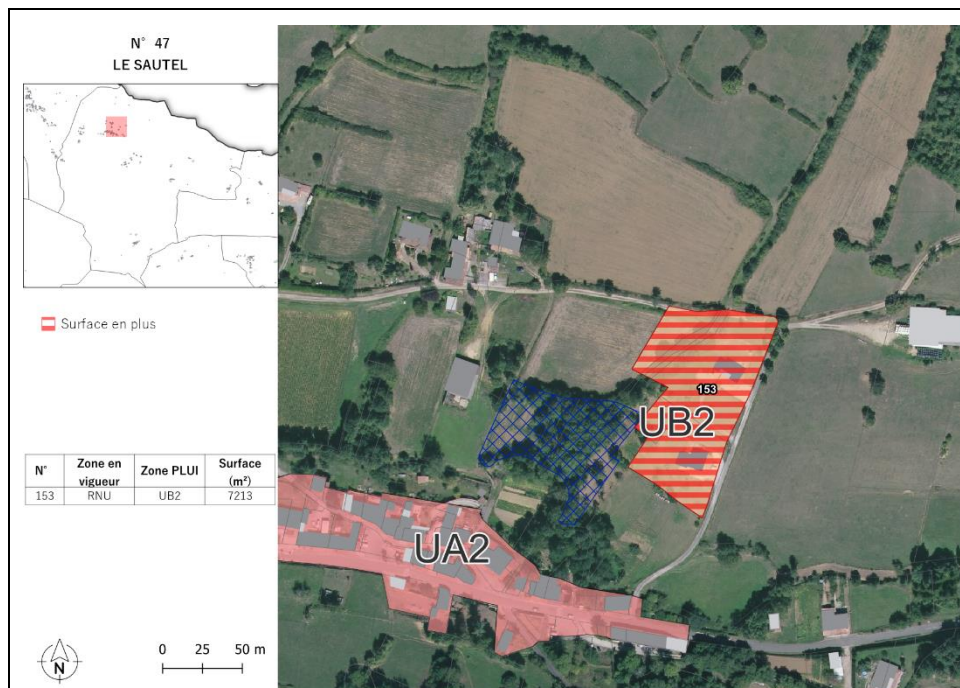 N° 47
LE SAUTEL
Surface en plus
N° Zone en vigueur Zone PLUI Surface (m²)
153 RNU UB2 7213
N
0 25 50 m
153
UB2
UA2